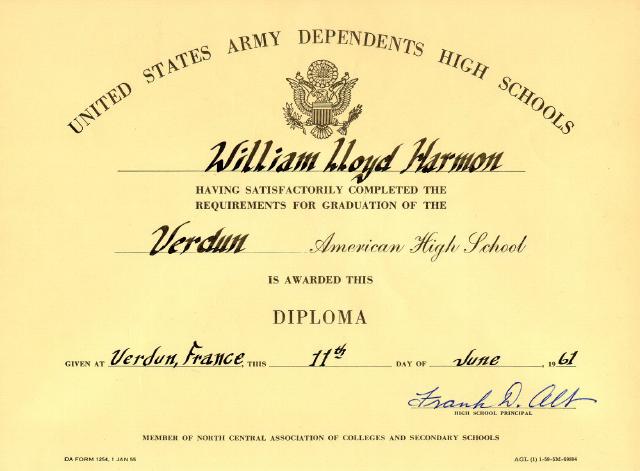 UNITED STATES ARMY DEPENDENTS HIGH SCHOOLS
William Lloyd Harmon
HAVING SATISFACTORILY COMPLETED THE
REQUIREMENTS FOR GRADUATION OF THE
Verdun American High School
IS AWARDED THIS
DIPLOMA
GIVEN AT Verdun, France, THIS 11th DAY OF June, 1961
Frank D. Alt
HIGH SCHOOL PRINCIPAL
MEMBER OF NORTH CENTRAL ASSOCIATION OF COLLEGES AND SECONDARY SCHOOLS
DA FORM 1254, 1 JAN 55